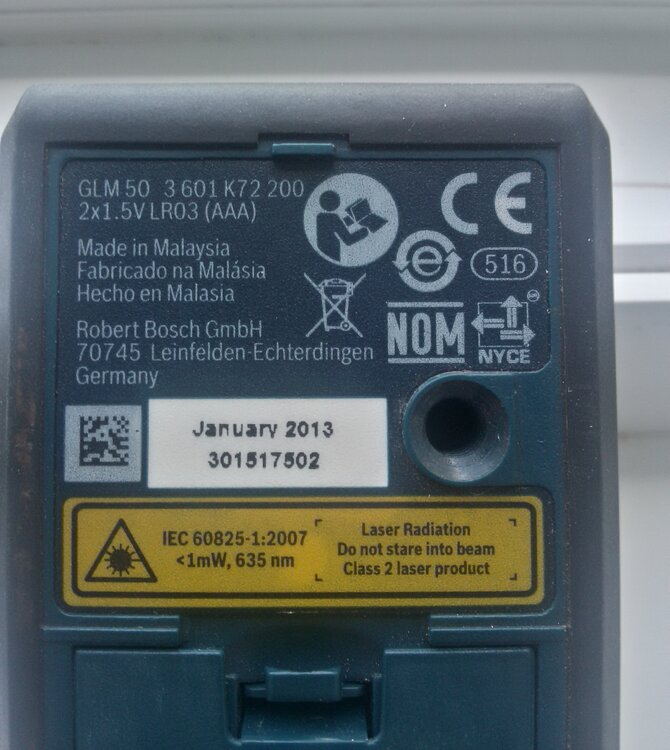 GLM 50 3 601 K72 200
2x1.5V LR03 (AAA)
CE
e
516
Made in Malaysia
Fabricado na Malásia
Hecho en Malasia
NOM
NYCE
Robert Bosch GmbH
70745 Leinfelden-Echterdingen
Germany
January 2013
301517502
IEC 60825-1:2007
<1mW, 635 nm
Laser Radiation
Do not stare into beam
Class 2 laser product